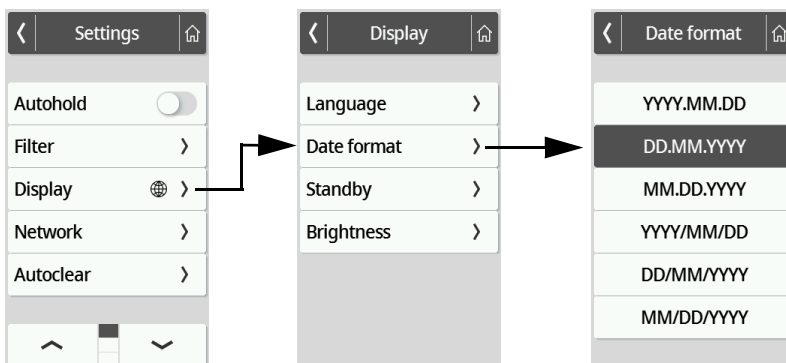 Settings
Autohold
Filter
Display
Network
Autoclear
Display
Language
Date format
Standby
Brightness
Date format
YYYY.MM.DD
DD.MM.YYYY
MM.DD.YYYY
YYYY/MM/DD
DD/MM/YYYY
MM/DD/YYYY